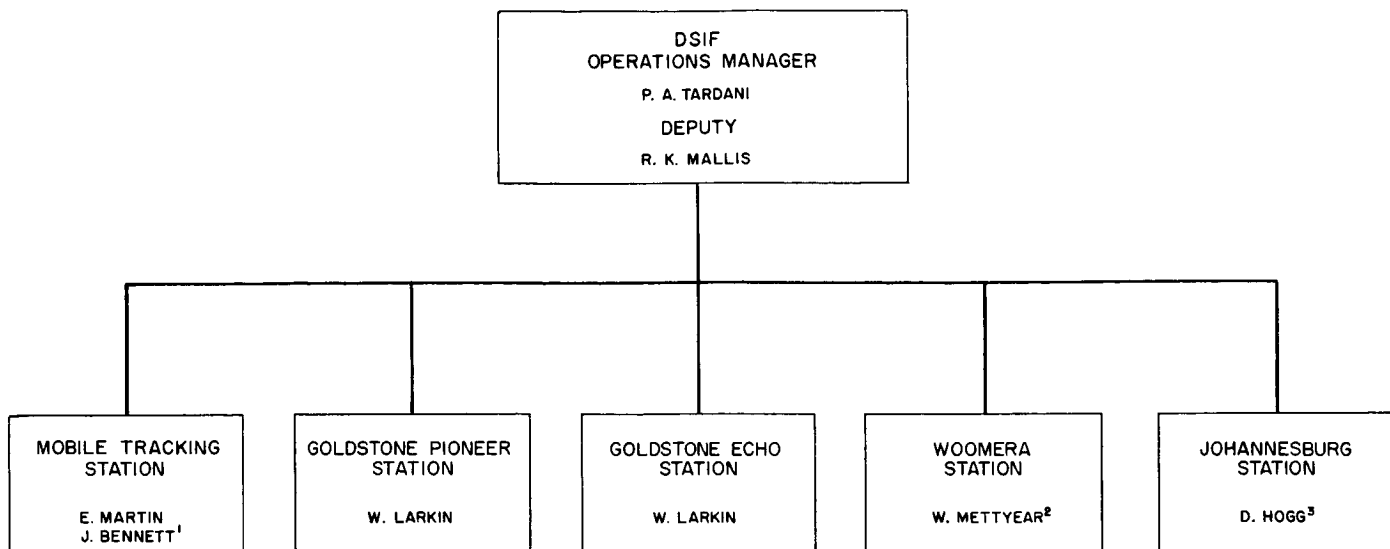 DSIF
OPERATIONS MANAGER
P. A. TARDANI
DEPUTY
R. K. MALLIS
MOBILE TRACKING
STATION
E. MARTIN
J. BENNETT¹
GOLDSTONE PIONEER
STATION
W. LARKIN
GOLDSTONE ECHO
STATION
W. LARKIN
WOOMERA
STATION
W. METTYEAR²
JOHANNESBURG
STATION
D. HOGG³